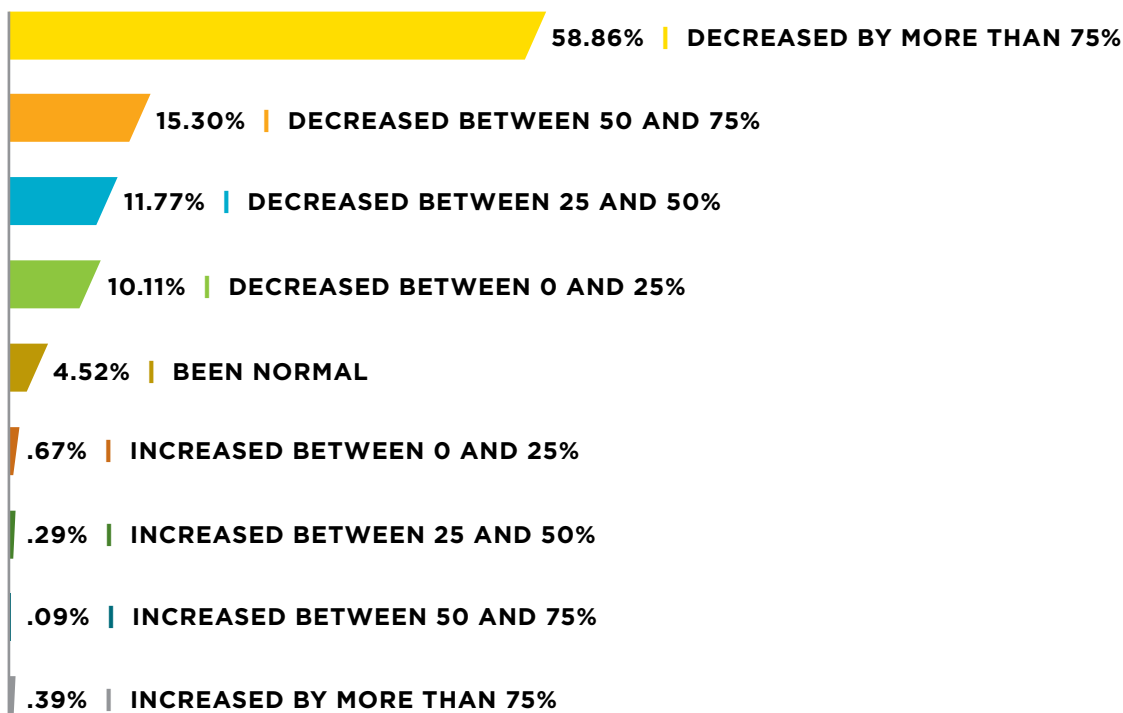 58.86% | DECREASED BY MORE THAN 75%
15.30% | DECREASED BETWEEN 50 AND 75%
11.77% | DECREASED BETWEEN 25 AND 50%
10.11% | DECREASED BETWEEN 0 AND 25%
4.52% | BEEN NORMAL
.67% | INCREASED BETWEEN 0 AND 25%
.29% | INCREASED BETWEEN 25 AND 50%
.09% | INCREASED BETWEEN 50 AND 75%
.39% | INCREASED BY MORE THAN 75%